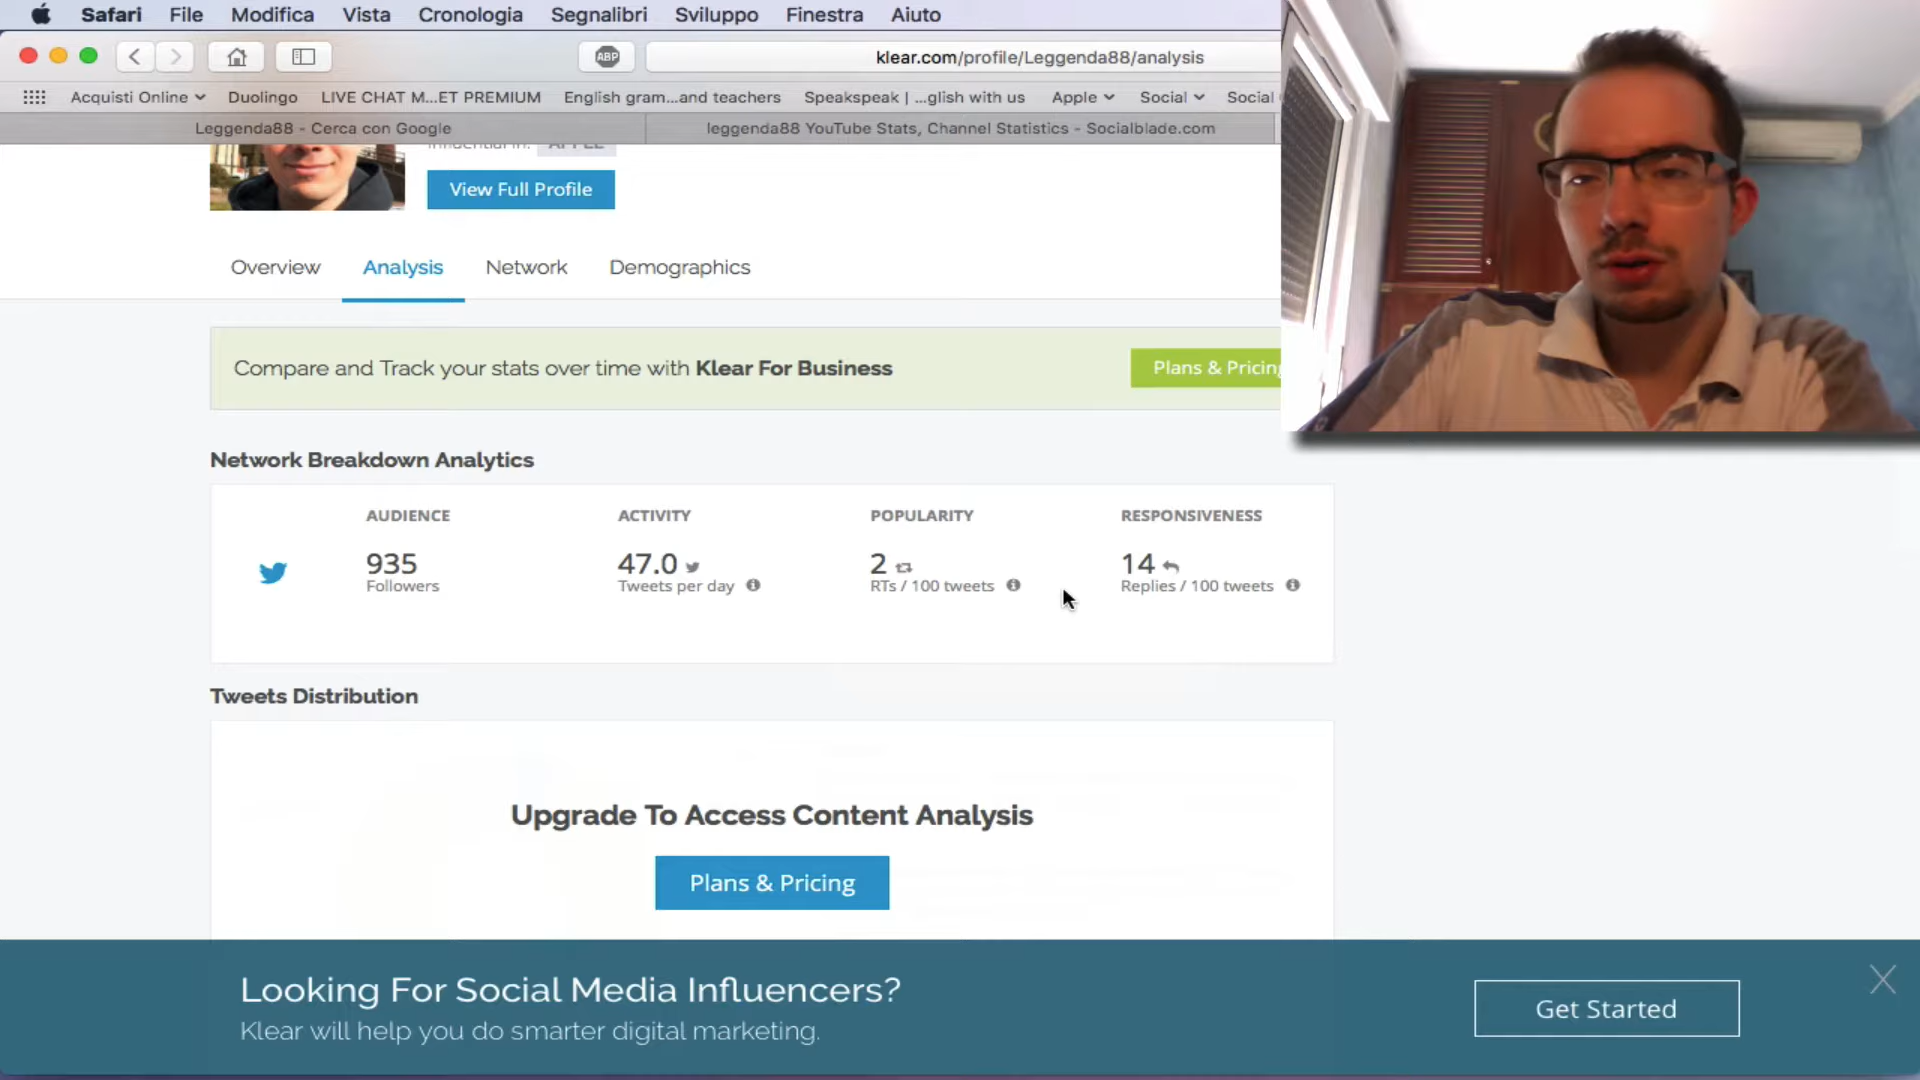 Safari File Modifica Vista Cronologia Segnalibri Sviluppo Finestra Aiuto
ABP klear.com/profile/Leggenda88/analysis
Acquisti Online Duolingo LIVE CHAT M...ET PREMIUM English gram...and teachers Speakspeak | ...glish with us Apple Social Social
Leggenda88 - Cerca con Google leggenda88 YouTube Stats, Channel Statistics - Socialblade.com
Influential in: APPLE
View Full Profile
Overview Analysis Network Demographics
Compare and Track your stats over time with Klear For Business Plans & Pricing
Network Breakdown Analytics
AUDIENCE ACTIVITY POPULARITY RESPONSIVENESS
935 47.0 2 14
Followers Tweets per day RTs / 100 tweets Replies / 100 tweets
Tweets Distribution
Upgrade To Access Content Analysis
Plans & Pricing
Looking For Social Media Influencers?
Klear will help you do smarter digital marketing.
Get Started